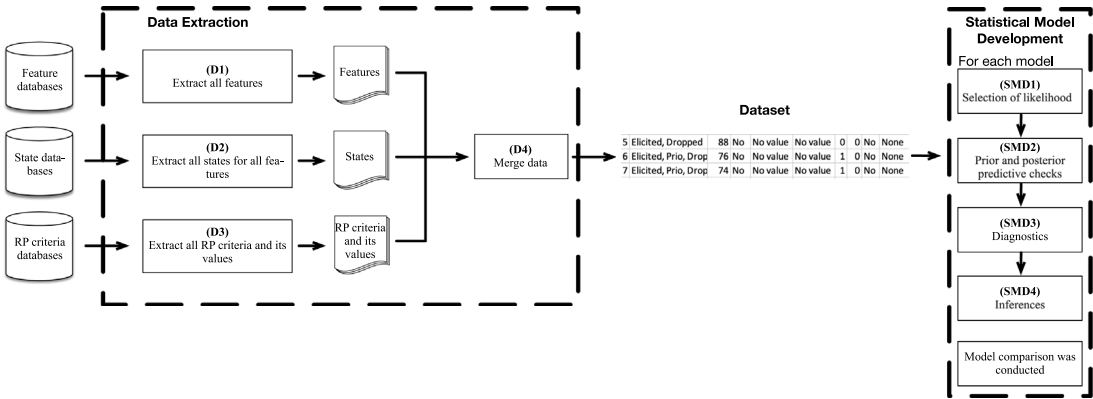 Data Extraction
Feature
databases
(D1)
Extract all features
Features
State data-
bases
(D2)
Extract all states for all fea-
tures
States
RP criteria
databases
(D3)
Extract all RP criteria and its
values
RP criteria
and its
values
(D4)
Merge data
Dataset
5 Elicited, Dropped 88 No No value No value 0 0 No None
6 Elicited, Prio, Drop 76 No No value No value 1 0 No None
7 Elicited, Prio, Drop 74 No No value No value 1 0 No None
Statistical Model
Development
For each model
(SMD1)
Selection of likelihood
(SMD2)
Prior and posterior
predictive checks
(SMD3)
Diagnostics
(SMD4)
Inferences
Model comparison was
conducted